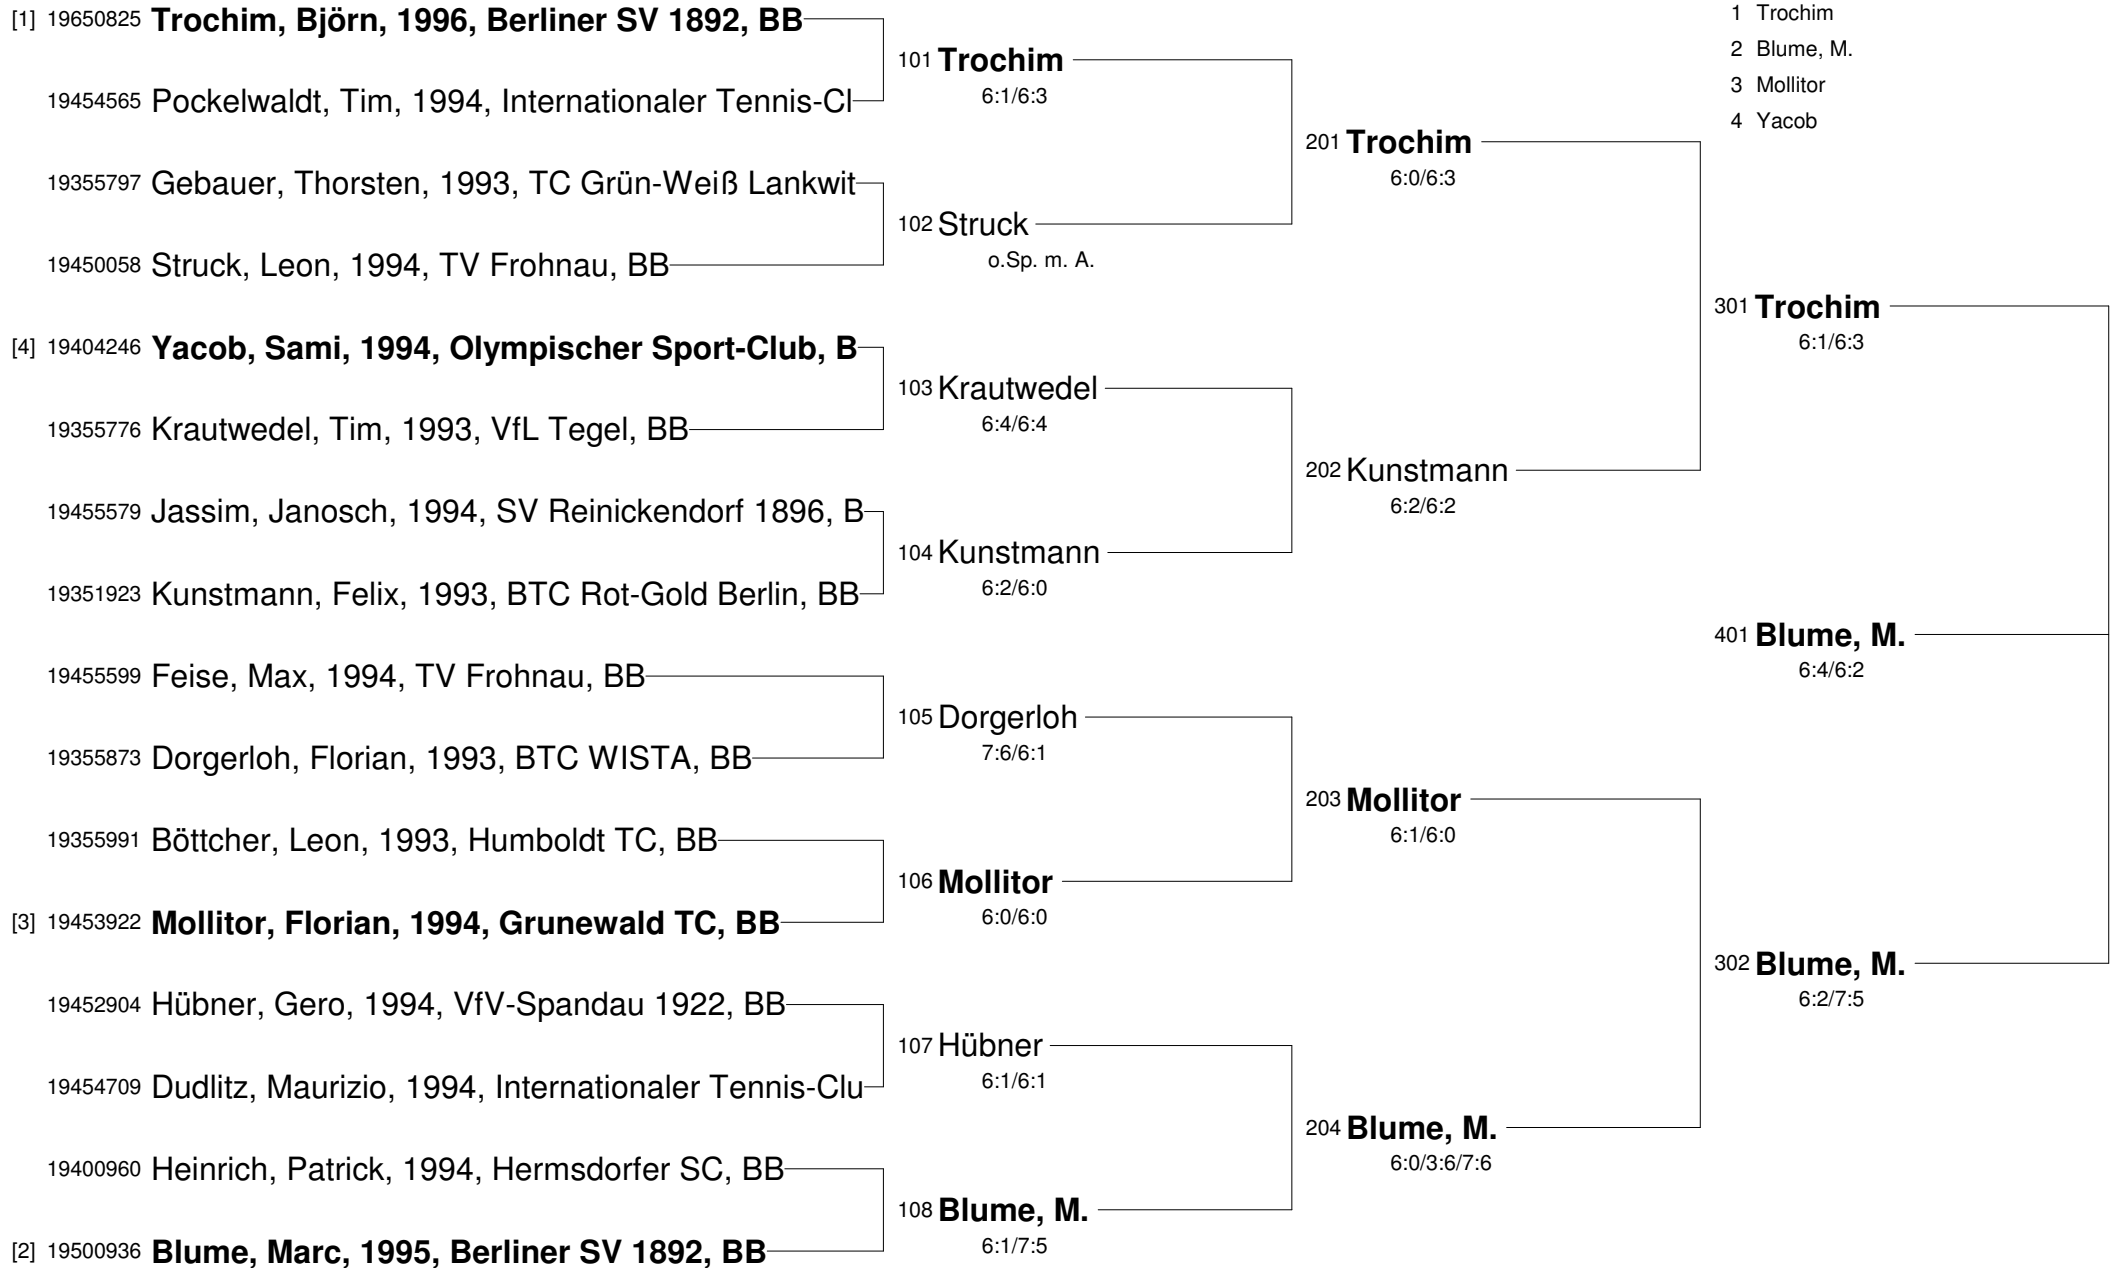 [1] 19650825 Trochim, Björn, 1996, Berliner SV 1892, BB
19454565 Pockelwaldt, Tim, 1994, Internationaler Tennis-Cl
19355797 Gebauer, Thorsten, 1993, TC Grün-Weiß Lankwit
19450058 Struck, Leon, 1994, TV Frohnau, BB
[4] 19404246 Yacob, Sami, 1994, Olympischer Sport-Club, B
19355776 Krautwedel, Tim, 1993, VfL Tegel, BB
19455579 Jassim, Janosch, 1994, SV Reinickendorf 1896, B
19351923 Kunstmann, Felix, 1993, BTC Rot-Gold Berlin, BB
19455599 Feise, Max, 1994, TV Frohnau, BB
19355873 Dorgerloh, Florian, 1993, BTC WISTA, BB
19355991 Böttcher, Leon, 1993, Humboldt TC, BB
[3] 19453922 Mollitor, Florian, 1994, Grunewald TC, BB
19452904 Hübner, Gero, 1994, VfV-Spandau 1922, BB
19454709 Dudlitz, Maurizio, 1994, Internationaler Tennis-Clu
19400960 Heinrich, Patrick, 1994, Hermsdorfer SC, BB
[2] 19500936 Blume, Marc, 1995, Berliner SV 1892, BB
101 Trochim
6:1/6:3
102 Struck
o.Sp. m. A.
103 Krautwedel
6:4/6:4
104 Kunstmann
6:2/6:0
105 Dorgerloh
7:6/6:1
106 Mollitor
6:0/6:0
107 Hübner
6:1/6:1
108 Blume, M.
6:1/7:5
201 Trochim
6:0/6:3
202 Kunstmann
6:2/6:2
203 Mollitor
6:1/6:0
204 Blume, M.
6:0/3:6/7:6
1 Trochim
2 Blume, M.
3 Mollitor
4 Yacob
301 Trochim
6:1/6:3
401 Blume, M.
6:4/6:2
302 Blume, M.
6:2/7:5